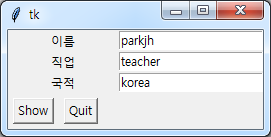 tk
이름 parkjh
직업 teacher
국적 korea
Show Quit